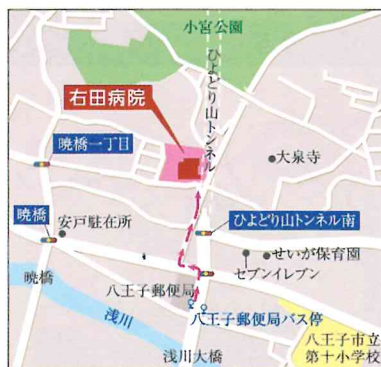 小宮公園
ひよどり山トンネル
右田病院
暁橋一丁目
大泉寺
暁橋
安戸駐在所
ひよどり山トンネル南
せいが保育園
セブンイレブン
暁橋
八王子郵便局
浅川
八王子郵便局バス停
浅川大橋
八王子市立
第十小学校